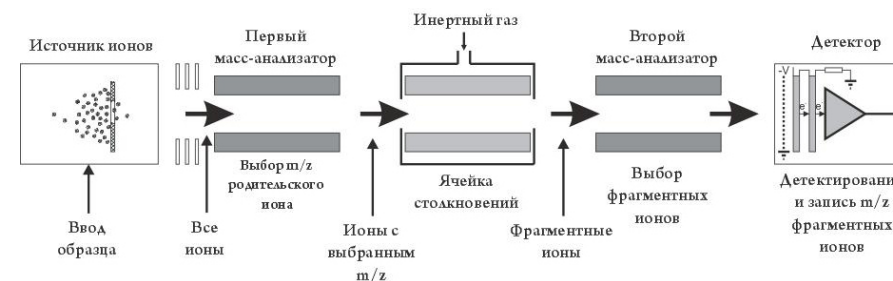 Источник ионов
Первый
масс-анализатор
Инертный газ
Второй
масс-анализатор
Детектор
-V
e
e
Выбор m/z
родительского
иона
Ячейка
столкновений
Выбор
фрагментных
ионов
Детектировани
и запись m/z
фрагментных
ионов
Ввод
образца
Все
ионы
Ионы с
выбранным
m/z
Фрагментные
ионы